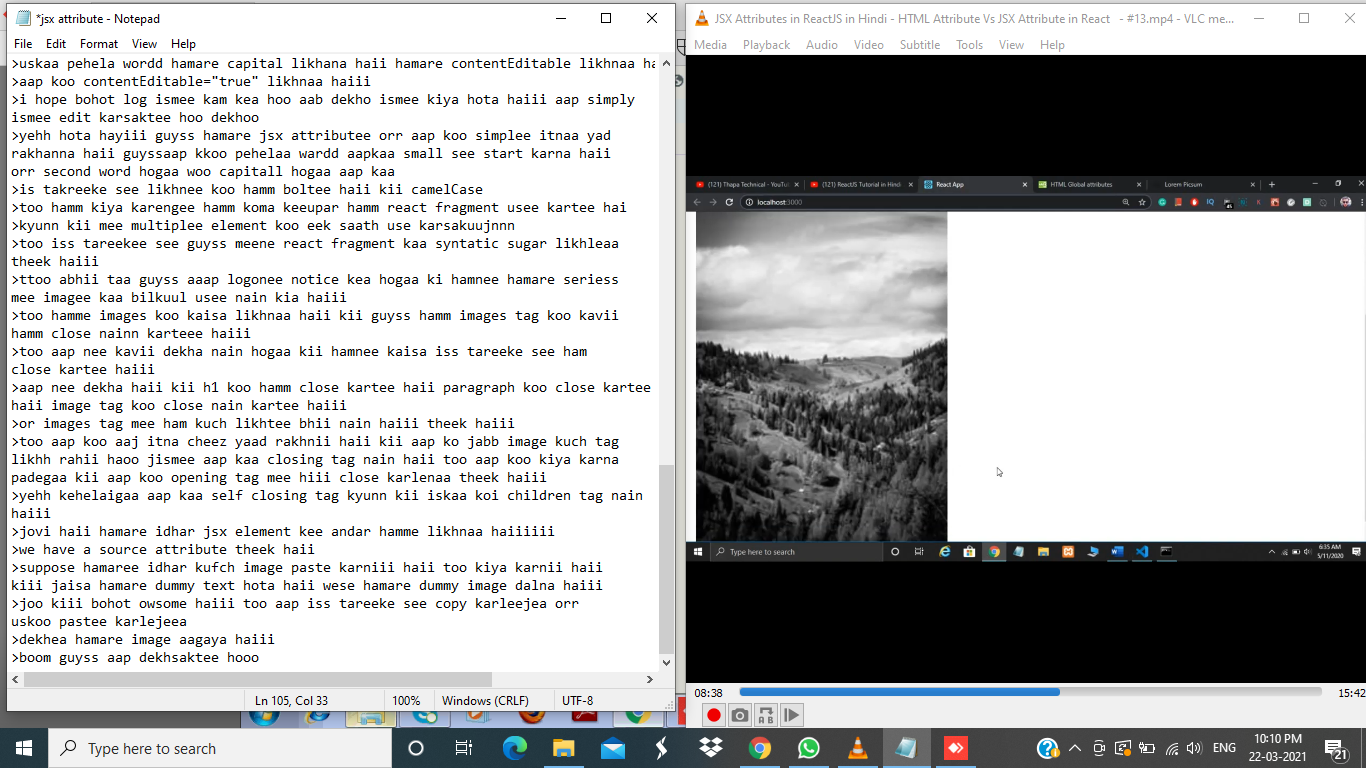 *jsx attribute - Notepad
File Edit Format View Help
>uskaa pehela wordd hamare capital likhana haii hamare contentEditable likhnaa ha
>aap koo contentEditable="true" likhnaa haiii
>i hope bohot log ismee kam kea hoo aab dekho ismee kiya hota haiii aap simply
ismee edit karsaktee hoo dekhoo
>yehh hota hayiii guyss hamare jsx attributee orr aap koo simplee itnaa yad
rakhanna haii guyssaap kkoo pehelaa wardd aapkaa small see start karna haii
orr second word hogaa woo capitall hogaa aap kaa
>is takreeke see likhnee koo hamm boltee haii kii camelCase
>too hamm kiya karengee hamm koma keeupar hamm react fragment usee kartee hai
>kyunn kii mee multiplee element koo eek saath use karsakuujnnn
>too iss tareekee see guyss meene react fragment kaa syntatic sugar likhleaa
theek haiii
>ttoo abhii taa guyss aaap logonee notice kea hogaa ki hamnee hamare seriess
mee imagee kaa bilkuul usee nain kia haiii
>too hamme images koo kaisa likhnaa haii kii guyss hamm images tag koo kavii
hamm close nainn karteee haiii
>too aap nee kavii dekha nain hogaa kii hamnee kaisa iss tareeke see ham
close kartee haiii
>aap nee dekha haii kii h1 koo hamm close kartee haii paragraph koo close kartee
haii image tag koo close nain kartee haiii
>or images tag mee ham kuch likhtee bhii nain haiii theek haiii
>too aap koo aaj itna cheez yaad rakhnii haii kii aap ko jabb image kuch tag
likhh rahii haoo jismee aap kaa closing tag nain haii too aap koo kiya karna
padegaa kii aap koo opening tag mee hiii close karlenaa theek haiii
>yehh kehelaigaa aap kaa self closing tag kyunn kii iskaa koi children tag nain
haiii
>jovi haii hamare idhar jsx element kee andar hamme likhnaa haiiiiii
>we have a source attribute theek haii
>suppose hamaree idhar kufch image paste karniii haii too kiya karnii haii
kiii jaisa hamare dummy text hota haii wese hamare dummy image dalna haiii
>joo kiii bohot owsome haiii too aap iss tareeke see copy karleejea orr
uskoo pastee karlejeea
>dekhea hamare image aagaya haiii
>boom guyss aap dekhsaktee hooo
Ln 105, Col 33 100% Windows (CRLF) UTF-8
JSX Attributes in ReactJS in Hindi - HTML Attribute Vs JSX Attribute in React - #13.mp4 - VLC me...
Media Playback Audio Video Subtitle Tools View Help
(121) Thapa Technical - YouTu (121) ReactJS Tutorial in Hindi React App HTML Global attributes Lorem Picsum
localhost:3000
Type here to search
6:35 AM
5/11/2020
08:38 15:42
Type here to search
ENG
10:10 PM
22-03-2021
21